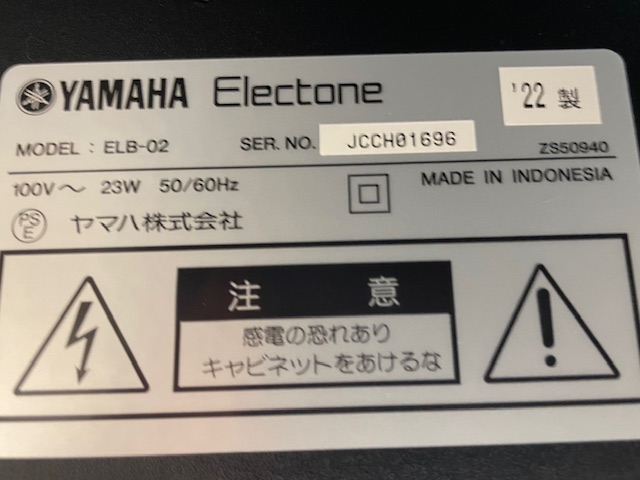 YAMAHA Electone '22 製
MODEL : ELB-02 SER. NO. JCCH01696
ZS50940
100V〜 23W 50/60Hz MADE IN INDONESIA
PSE ヤマハ株式会社
注 意
感電の恐れあり
キャビネットをあけるな